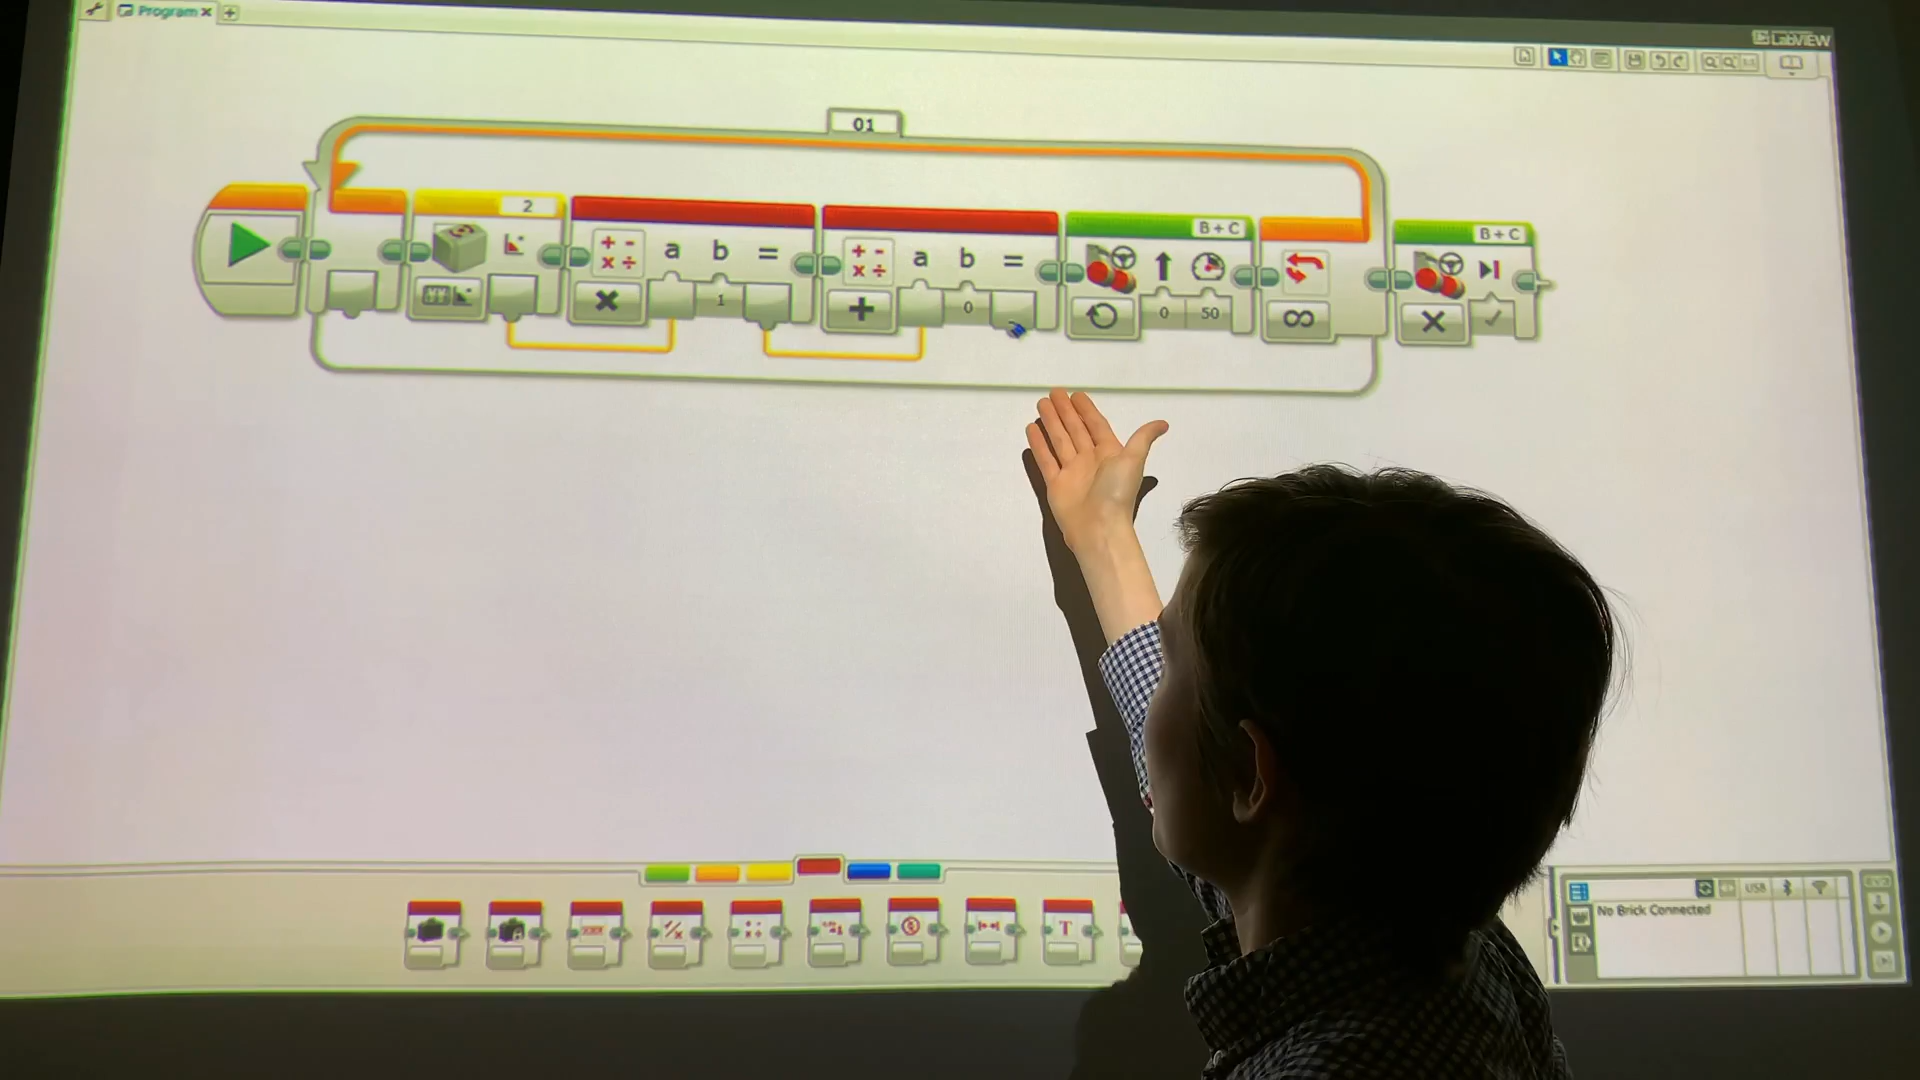 Program
LabVIEW
01
2
a b =
1
a b =
0
B+C
0 50
B+C
T
USB
No Brick Connected